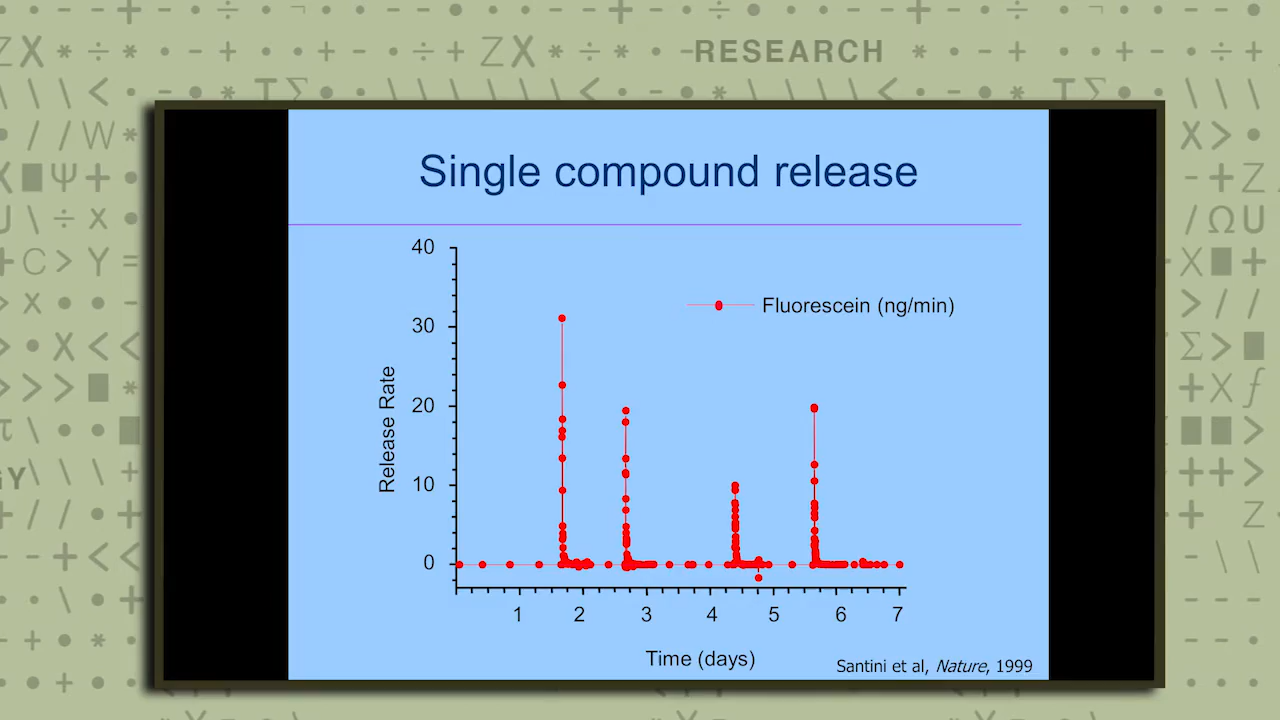 RESEARCH
Single compound release
40
30
20
10
0
Release Rate
Fluorescein (ng/min)
1 2 3 4 5 6 7
Time (days)
Santini et al, Nature, 1999